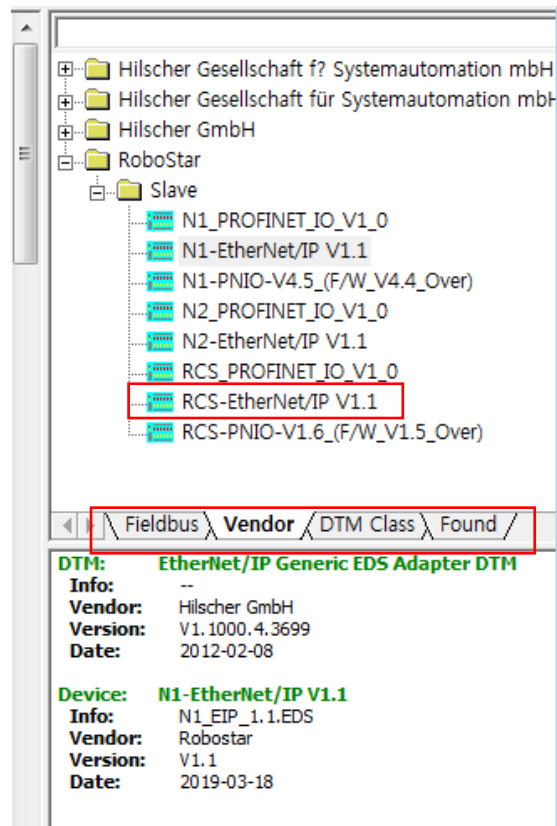 Hilscher Gesellschaft f? Systemautomation mbH
Hilscher Gesellschaft für Systemautomation
Hilscher GmbH
RoboStar
Slave
N1_PROFINET_IO_V1_0
N1-EtherNet/IP V1.1
N1-PNIO-V4.5_(F/W_V4.4_Over)
N2_PROFINET_IO_V1_0
N2-EtherNet/IP V1.1
RCS_PROFINET_IO_V1_0
RCS-EtherNet/IP V1.1
RCS-PNIO-V1.6_(F/W_V1.5_Over)
Fieldbus Vendor DTM Class Found
DTM: EtherNet/IP Generic EDS Adapter DTM
Info: --
Vendor: Hilscher GmbH
Version: V1.1000.4.3699
Date: 2012-02-08
Device: N1-EtherNet/IP V1.1
Info: N1_EIP_1.1.EDS
Vendor: Robostar
Version: V1.1
Date: 2019-03-18